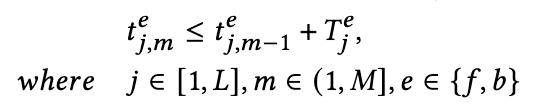 t^e_{j,m} ≤ t^e_{j,m−1} + T^e_j,
where j ∈ [1, L], m ∈ (1, M], e ∈ {f, b}